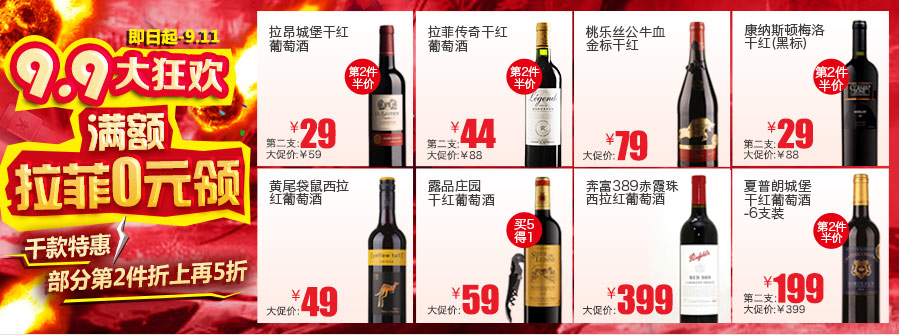 即日起-9.11
9.9大狂欢
满额
拉菲0元领
千款特惠
部分第2件折上再5折
拉昂城堡干红
葡萄酒
第2件
半价
第二支:¥29
大促价:¥59
拉菲传奇干红
葡萄酒
第2件
半价
Légende
第二支:¥44
大促价:¥88
桃乐丝公牛血
金标干红
大促价:¥79
康纳斯顿梅洛
干红(黑标)
第2件
半价
第二支:¥29
大促价:¥88
黄尾袋鼠西拉
红葡萄酒
[yellow tail]
大促价:¥49
露品庄园
干红葡萄酒
买5
得1
大促价:¥59
奔富389赤霞珠
西拉红葡萄酒
Penfolds
BIN 389
大促价:¥399
夏普朗城堡
干红葡萄酒
-6支装
第2件
半价
第二支:¥199
大促价:¥399